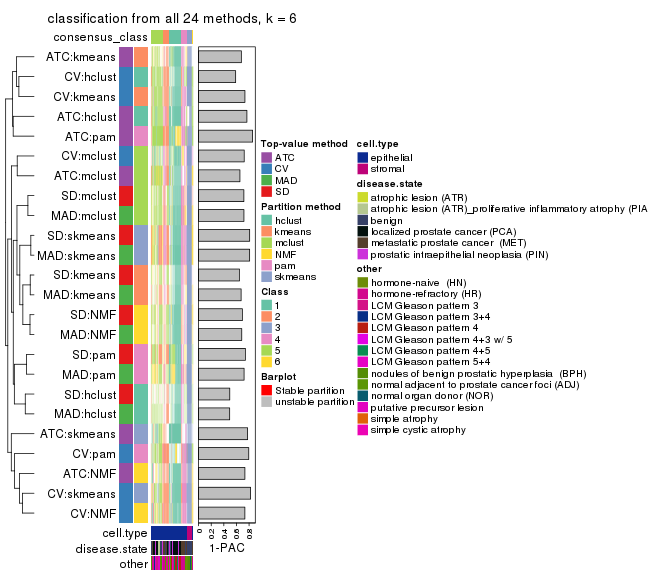 classification from all 24 methods, k = 6
consensus_class
ATC:kmeans
CV:hclust
CV:kmeans
ATC:hclust
ATC:pam
CV:mclust
ATC:mclust
SD:mclust
MAD:mclust
SD:skmeans
MAD:skmeans
SD:kmeans
MAD:kmeans
SD:NMF
MAD:NMF
SD:pam
MAD:pam
SD:hclust
MAD:hclust
ATC:skmeans
CV:pam
ATC:NMF
CV:skmeans
CV:NMF
cell.type
disease.state
other
0
0.2
0.4
0.6
0.8
1-PAC
Top-value method
ATC
CV
MAD
SD
Partition method
hclust
kmeans
mclust
NMF
pam
skmeans
Class
1
2
3
4
5
6
Barplot
Stable partition
unstable partition
cell.type
epithelial
stromal
disease.state
atrophic lesion (ATR)
atrophic lesion (ATR)_proliferative inflammatory atrophy (PIA
benign
localized prostate cancer (PCA)
metastatic prostate cancer (MET)
prostatic intraepithelial neoplasia (PIN)
other
hormone-naive (HN)
hormone-refractory (HR)
LCM Gleason pattern 3
LCM Gleason pattern 3+4
LCM Gleason pattern 4
LCM Gleason pattern 4+3 w/ 5
LCM Gleason pattern 4+5
LCM Gleason pattern 5+4
nodules of benign prostatic hyperplasia (BPH)
normal adjacent to prostate cancer foci (ADJ)
normal organ donor (NOR)
putative precursor lesion
simple atrophy
simple cystic atrophy